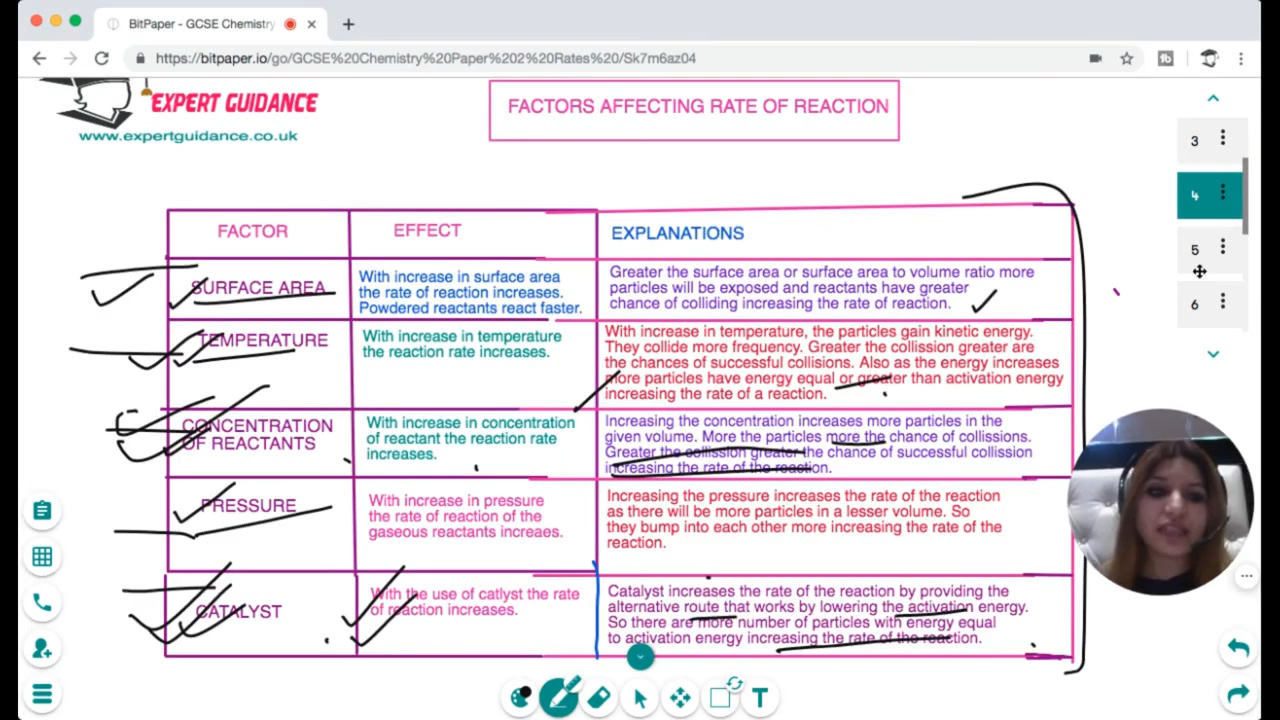 BitPaper - GCSE Chemistry
https://bitpaper.io/go/GCSE%20Chemistry%20Paper%202%20Rates%20/Sk7m6az04
EXPERT GUIDANCE
www.expertguidance.co.uk
FACTORS AFFECTING RATE OF REACTION
3
4
5
6
FACTOR
EFFECT
EXPLANATIONS
SURFACE AREA
With increase in surface area
the rate of reaction increases.
Powdered reactants react faster.
Greater the surface area or surface area to volume ratio more
particles will be exposed and reactants have greater
chance of colliding increasing the rate of reaction.
TEMPERATURE
With increase in temperature
the reaction rate increases.
With increase in temperature, the particles gain kinetic energy.
They collide more frequency. Greater the collission greater are
the chances of successful collisions. Also as the energy increases
more particles have energy equal or greater than activation energy
increasing the rate of a reaction.
CONCENTRATION
OF REACTANTS
With increase in concentration
of reactant the reaction rate
increases.
Increasing the concentration increases more particles in the
given volume. More the particles more the chance of collissions.
Greater the collission greater the chance of successful collission
increasing the rate of the reaction.
PRESSURE
With increase in pressure
the rate of reaction of the
gaseous reactants increaes.
Increasing the pressure increases the rate of the reaction
as there will be more particles in a lesser volume. So
they bump into each other more increasing the rate of the
reaction.
CATALYST
With the use of catlyst the rate
of reaction increases.
Catalyst increases the rate of the reaction by providing the
alternative route that works by lowering the activation energy.
So there are more number of particles with energy equal
to activation energy increasing the rate of the reaction.
T